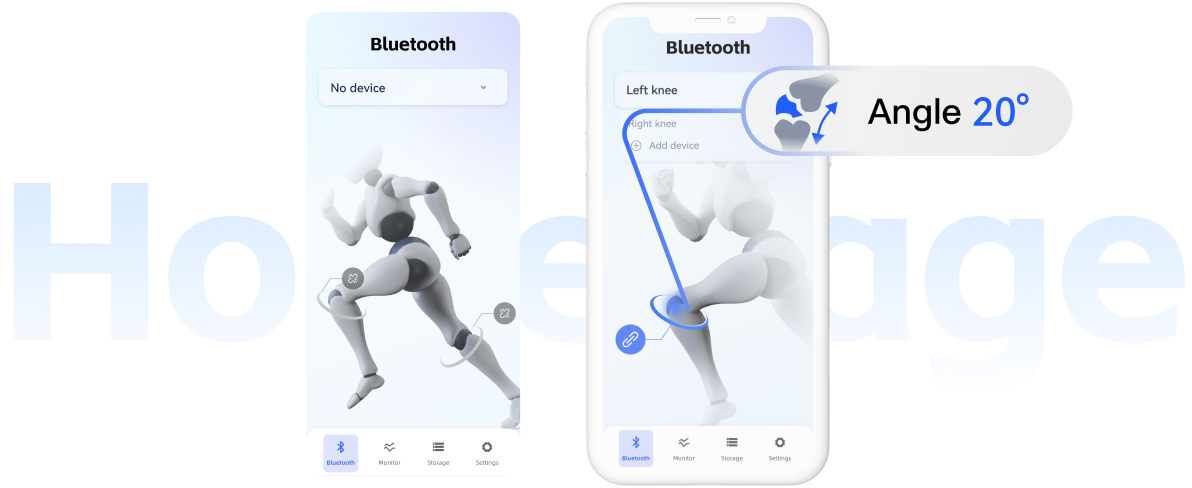 Home Page
Bluetooth
No device
Bluetooth
Monitor
Storage
Settings
Bluetooth
Left knee
Right knee
Add device
Angle 20°
Bluetooth
Monitor
Storage
Settings